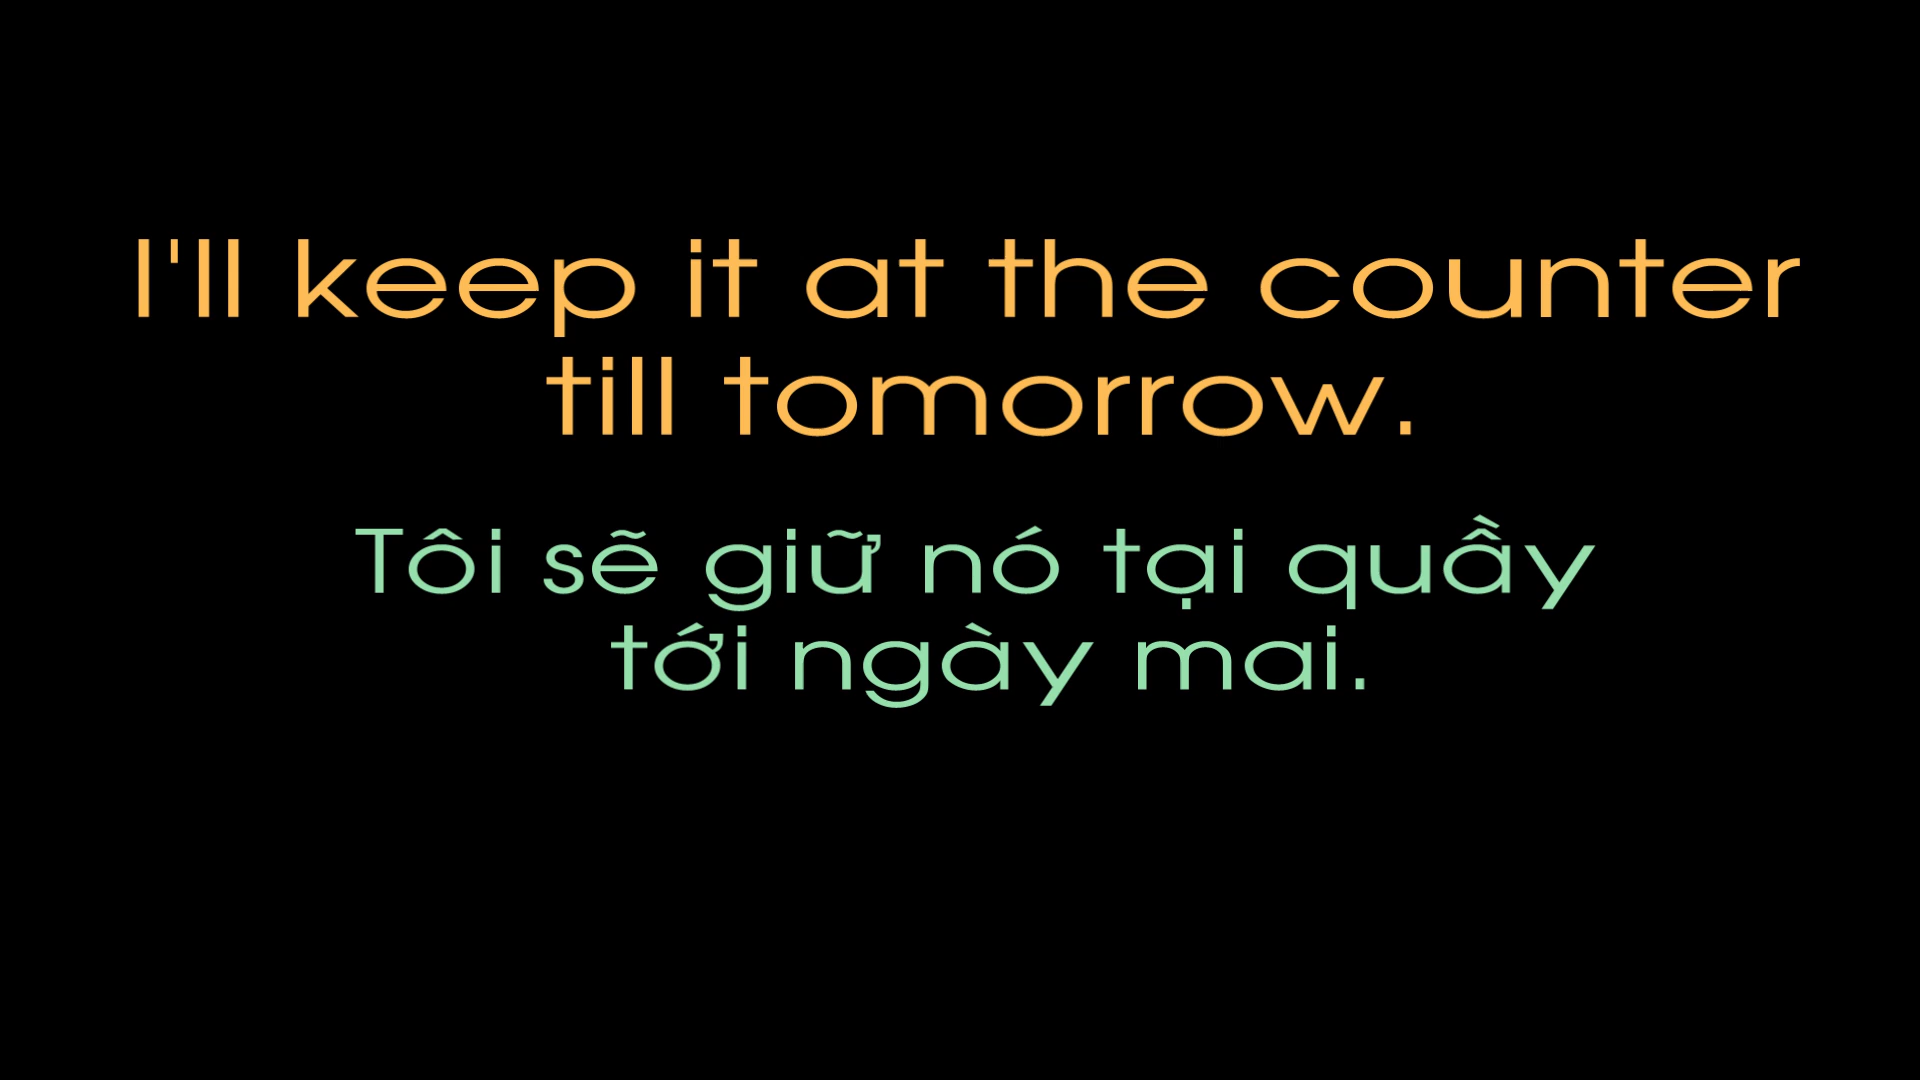 I'll keep it at the counter
till tomorrow.
Tôi sẽ giữ nó tại quầy
tới ngày mai.